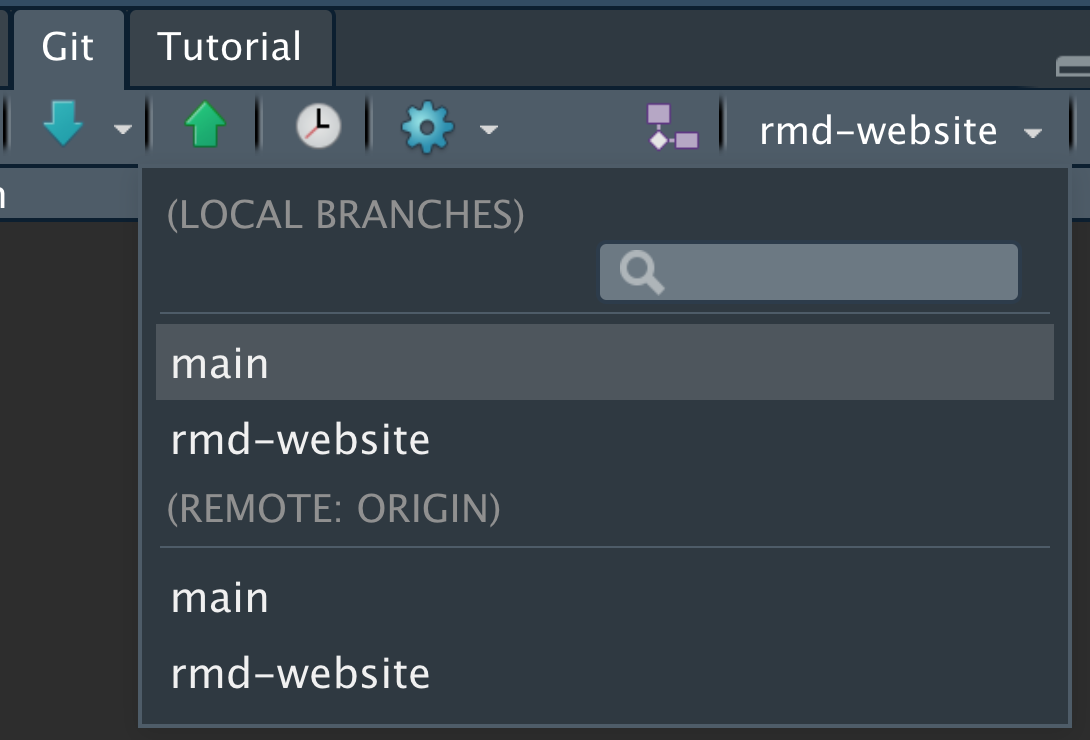 Git Tutorial
rmd-website
(LOCAL BRANCHES)
main
rmd-website
(REMOTE: ORIGIN)
main
rmd-website